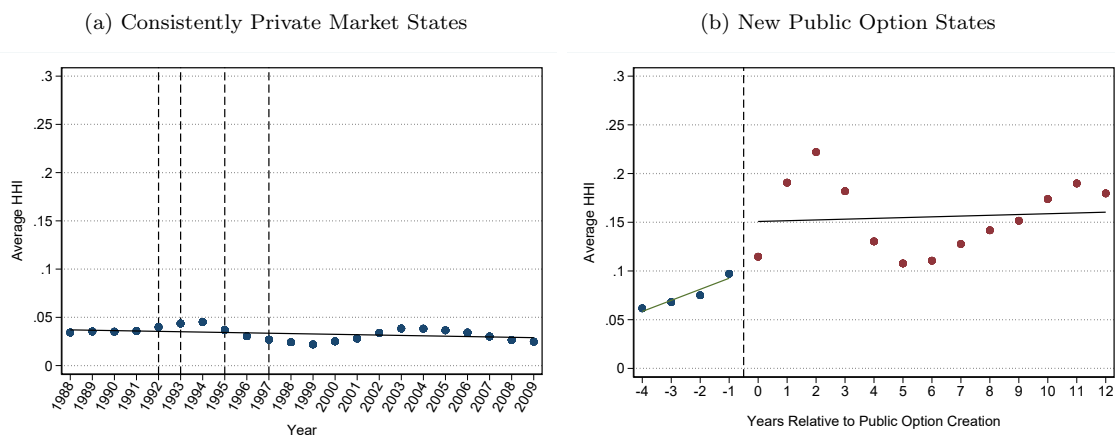 (a) Consistently Private Market States
.3
.25
.2
.15
.1
.05
0
Average HHI
1988 1989 1990 1991 1992 1993 1994 1995 1996 1997 1998 1999 2000 2001 2002 2003 2004 2005 2006 2007 2008 2009
Year
(b) New Public Option States
.3
.25
.2
.15
.1
.05
0
Average HHI
-4 -3 -2 -1 0 1 2 3 4 5 6 7 8 9 10 11 12
Years Relative to Public Option Creation